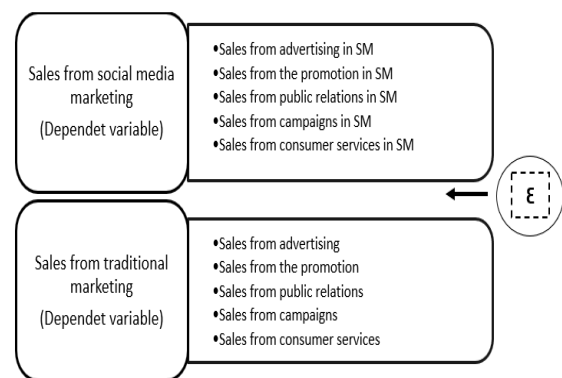 Sales from social media
marketing
(Dependet variable)
•Sales from advertising in SM
•Sales from the promotion in SM
•Sales from public relations in SM
•Sales from campaigns in SM
•Sales from consumer services in SM
ε
Sales from traditional
marketing
(Dependet variable)
•Sales from advertising
•Sales from the promotion
•Sales from public relations
•Sales from campaigns
•Sales from consumer services